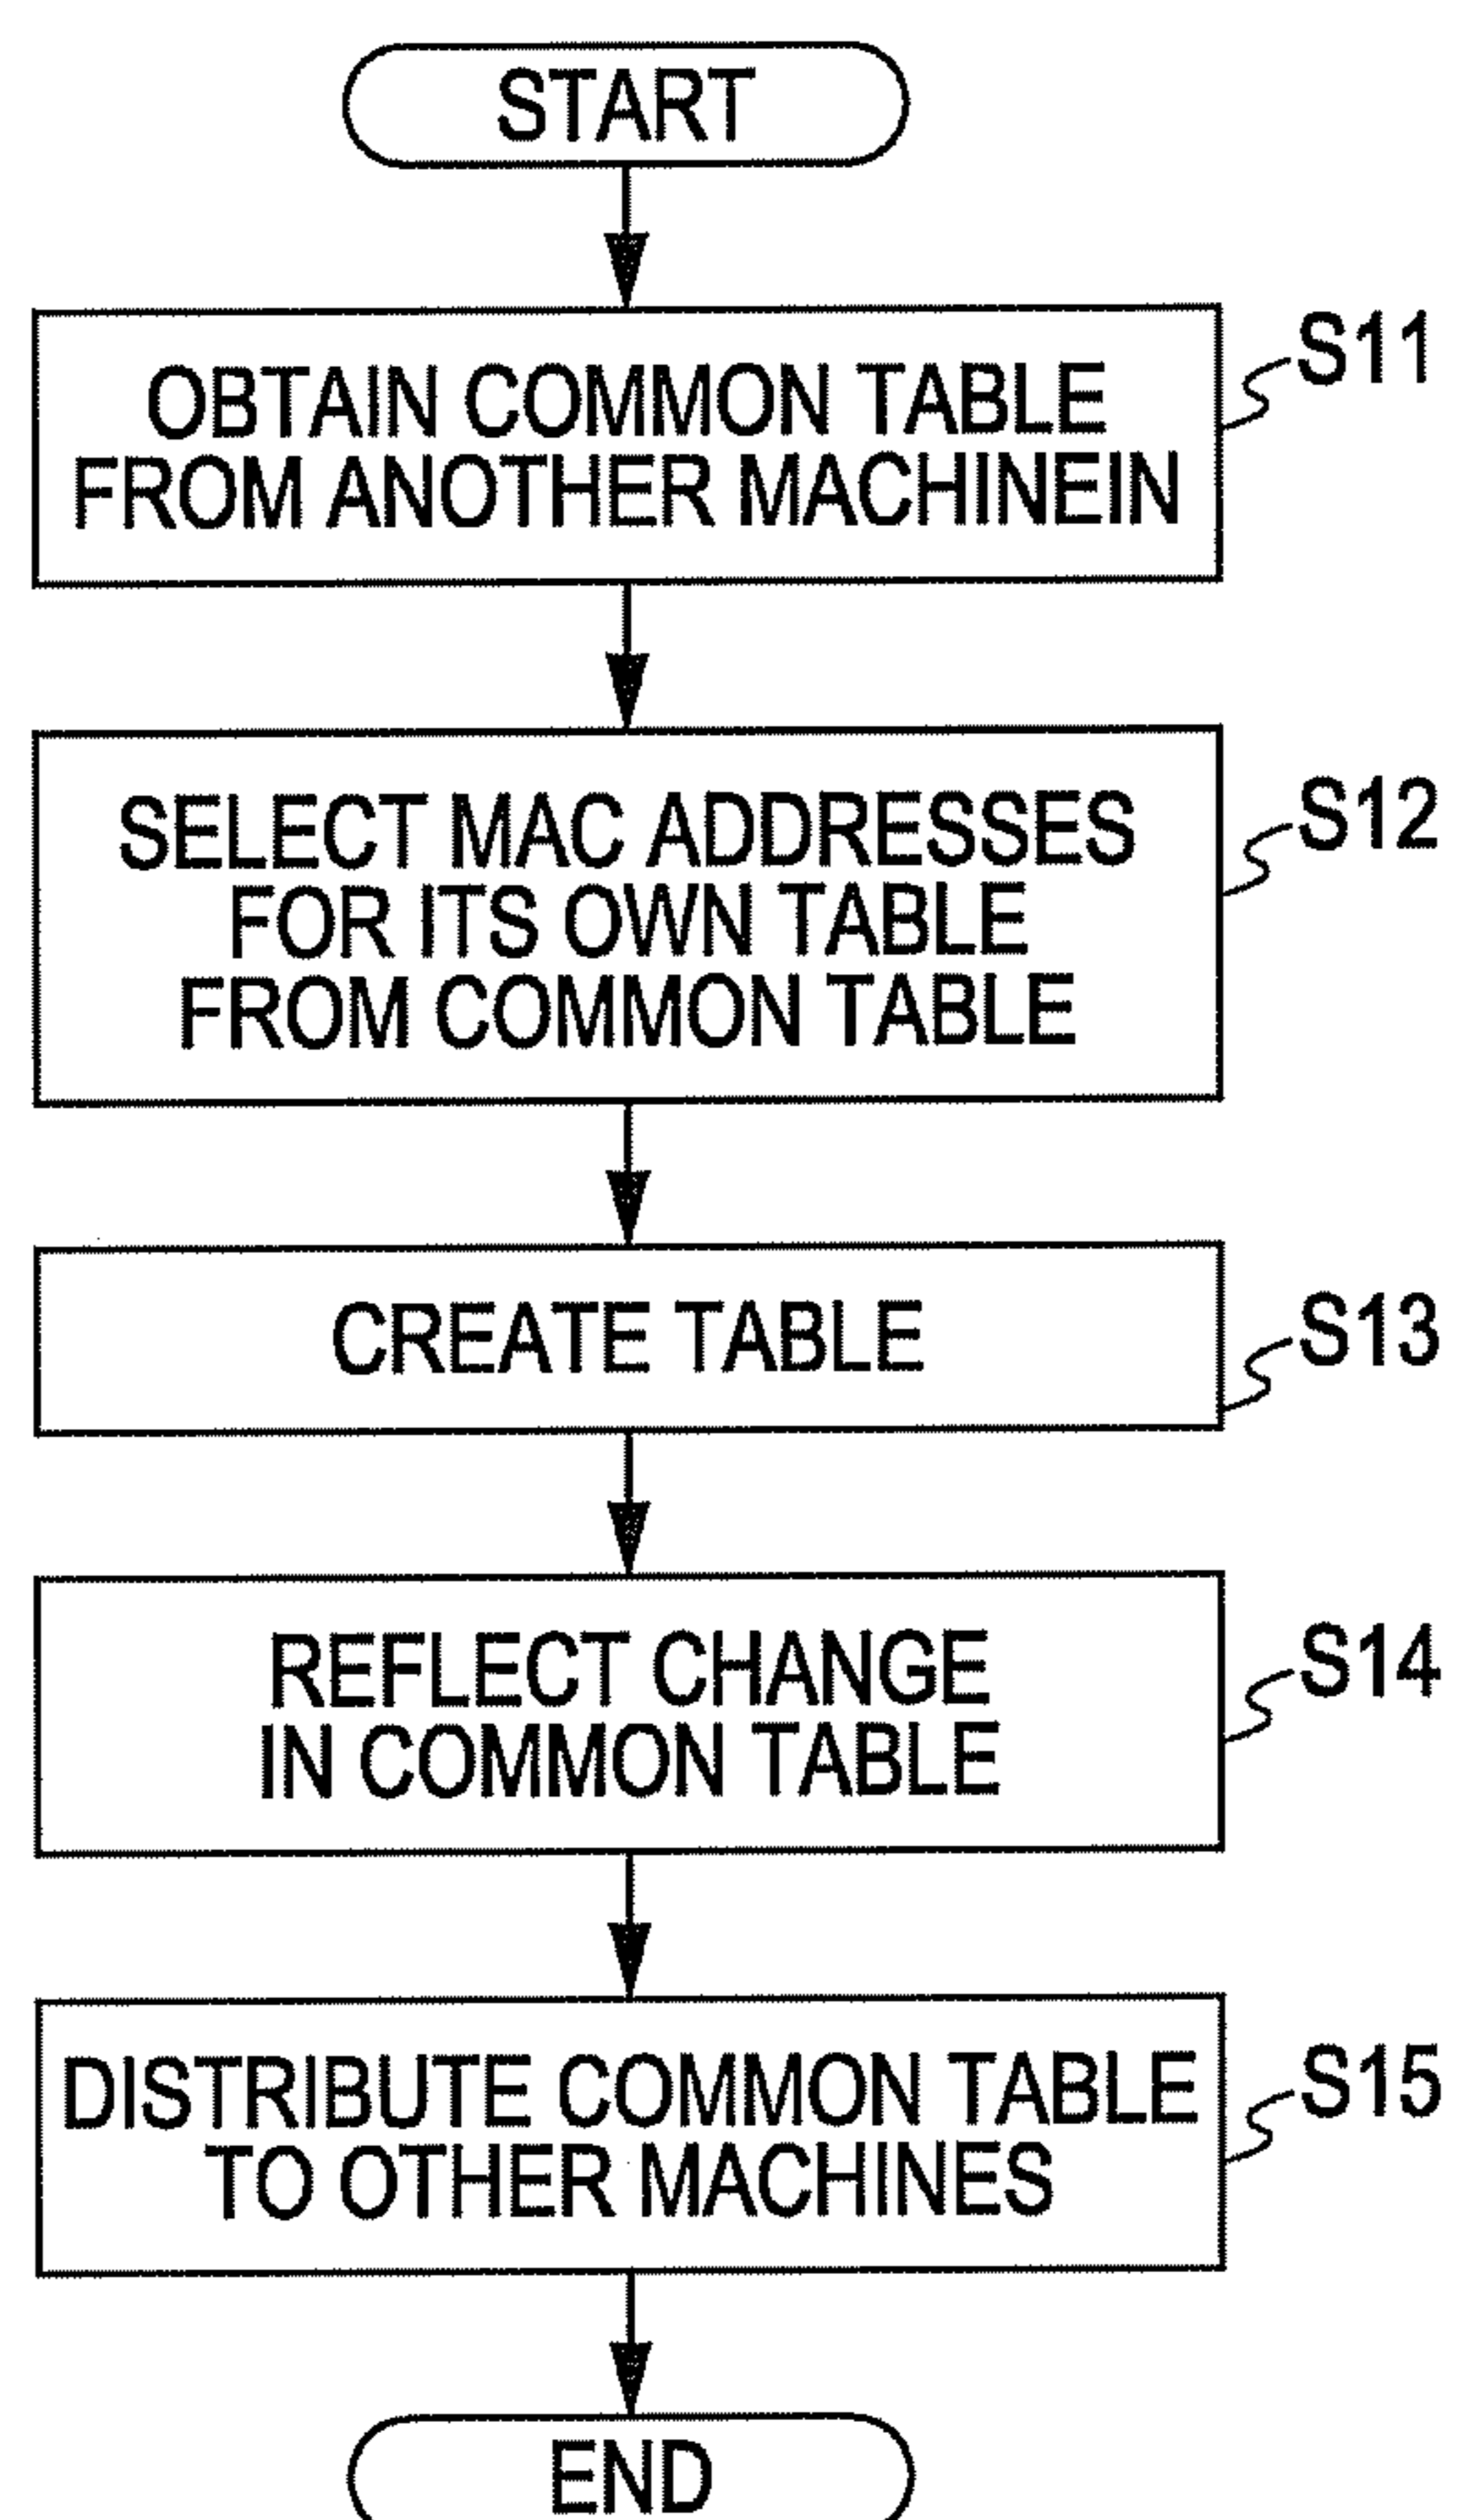 START
OBTAIN COMMON TABLE
FROM ANOTHER MACHINEIN
S11
SELECT MAC ADDRESSES
FOR ITS OWN TABLE
FROM COMMON TABLE
S12
CREATE TABLE
S13
REFLECT CHANGE
IN COMMON TABLE
S14
DISTRIBUTE COMMON TABLE
TO OTHER MACHINES
S15
END